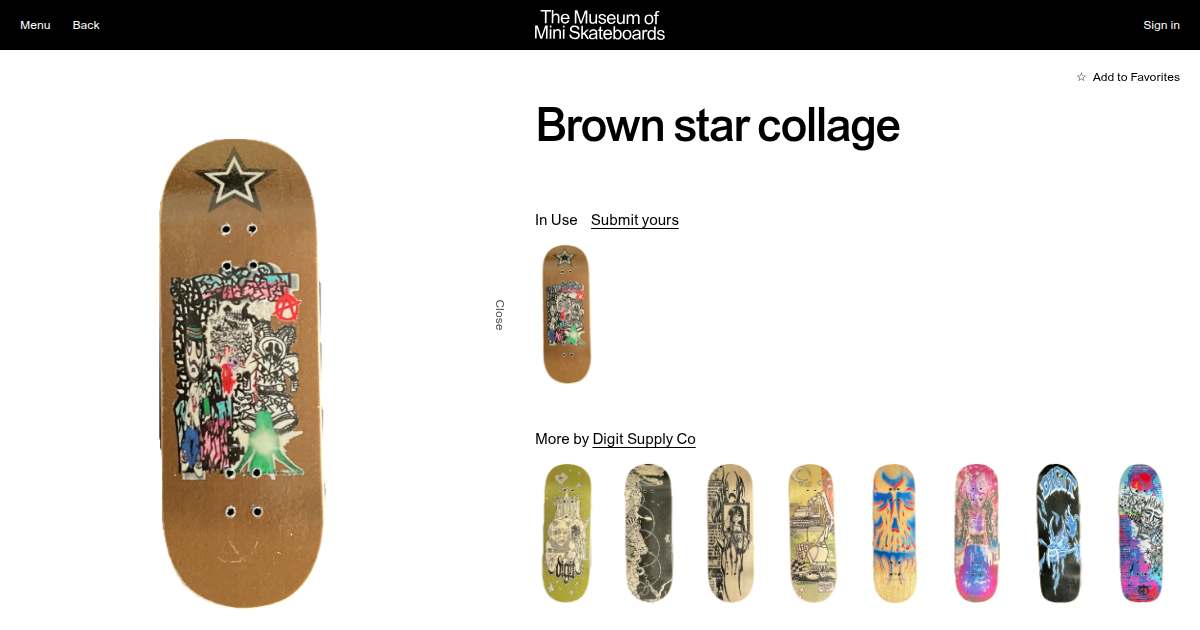 Menu
Back
The Museum of
Mini Skateboards
Sign in
☆ Add to Favorites
Brown star collage
In Use
Submit yours
Close
More by Digit Supply Co